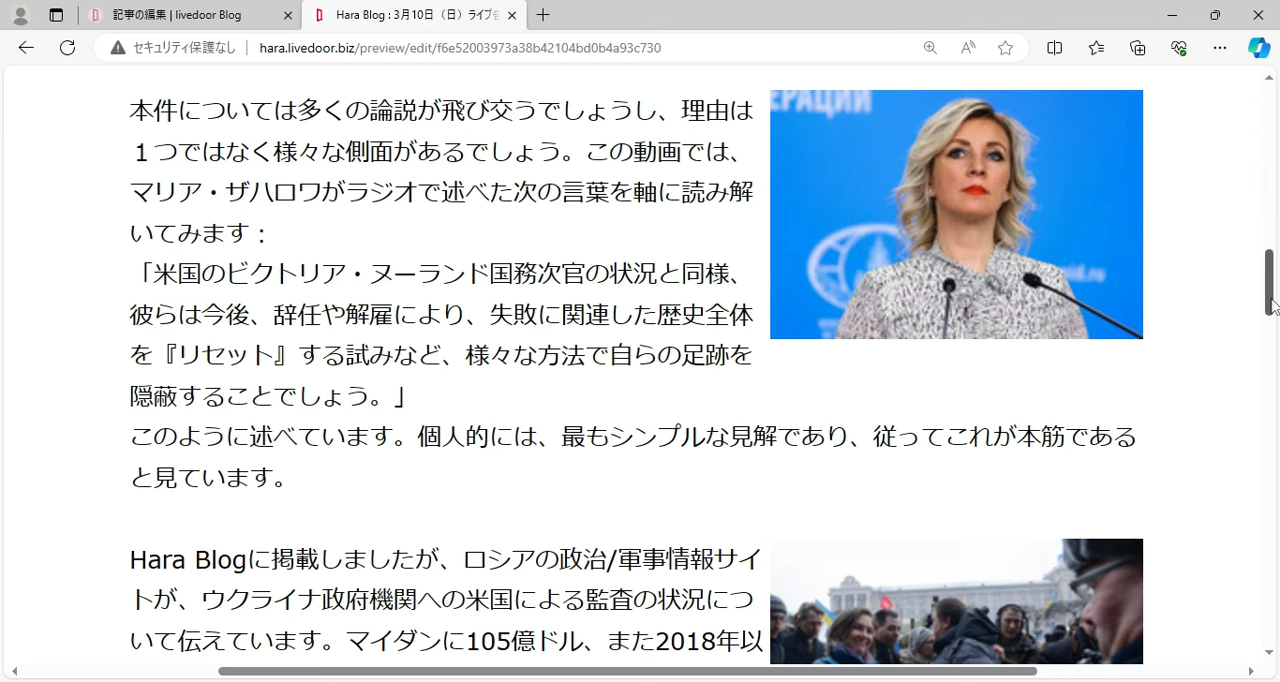 記事の編集 | livedoor Blog
Hara Blog : 3月10日（日）ライブ
セキュリティ保護なし
hara.livedoor.biz/preview/edit/f6e52003973a38b42104bd0b4a93c730
ЕРАЦИИ
本件については多くの論説が飛び交うでしょうし、理由は
１つではなく様々な側面があるでしょう。この動画では、
マリア・ザハロワがラジオで述べた次の言葉を軸に読み解
いてみます：
「米国のビクトリア・ヌーランド国務次官の状況と同様、
彼らは今後、辞任や解雇により、失敗に関連した歴史全体
を『リセット』する試みなど、様々な方法で自らの足跡を
隠蔽することでしょう。」
このように述べています。個人的には、最もシンプルな見解であり、従ってこれが本筋である
と見ています。
Hara Blogに掲載しましたが、ロシアの政治/軍事情報サイ
トが、ウクライナ政府機関への米国による監査の状況につ
いて伝えています。マイダンに105億ドル、また2018年以